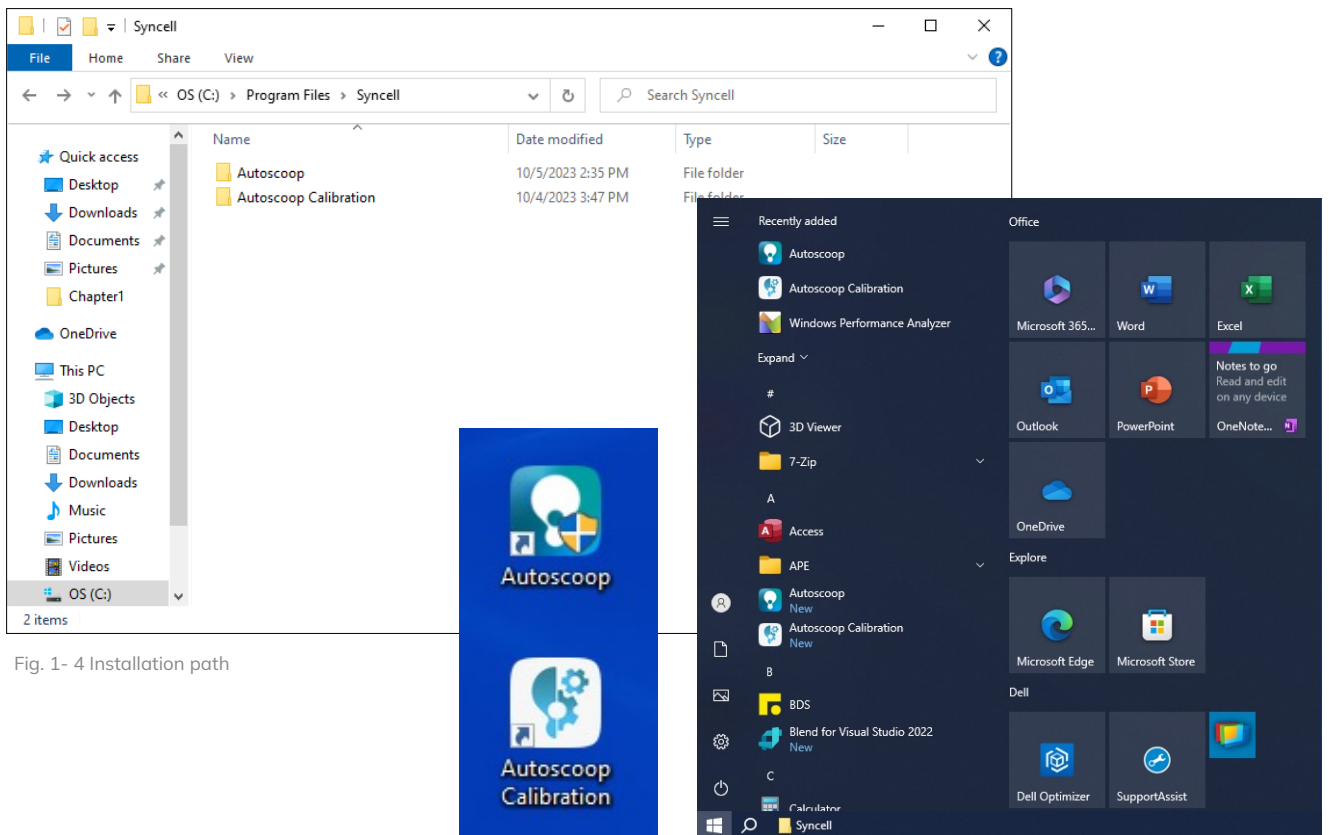 Syncell
File Home Share View
« OS (C:) › Program Files › Syncell
Search Syncell
Name Date modified Type Size
Autoscoop 10/5/2023 2:35 PM File folder
Autoscoop Calibration 10/4/2023 3:47 PM File folder
Quick access
Desktop
Downloads
Documents
Pictures
Chapter1
OneDrive
This PC
3D Objects
Desktop
Documents
Downloads
Music
Pictures
Videos
OS (C:)
2 items
Fig. 1- 4 Installation path
Autoscoop
Autoscoop
Calibration
Recently added
Autoscoop
Autoscoop Calibration
Windows Performance Analyzer
Expand
#
3D Viewer
7-Zip
A
Access
APE
Autoscoop
New
Autoscoop Calibration
New
B
BDS
Blend for Visual Studio 2022
New
C
Calculator
Office
Microsoft 365...
Word
Excel
Outlook
PowerPoint
Notes to go
Read and edit
on any device
OneNote...
OneDrive
Explore
Microsoft Edge
Microsoft Store
Dell
Dell Optimizer
SupportAssist
Syncell